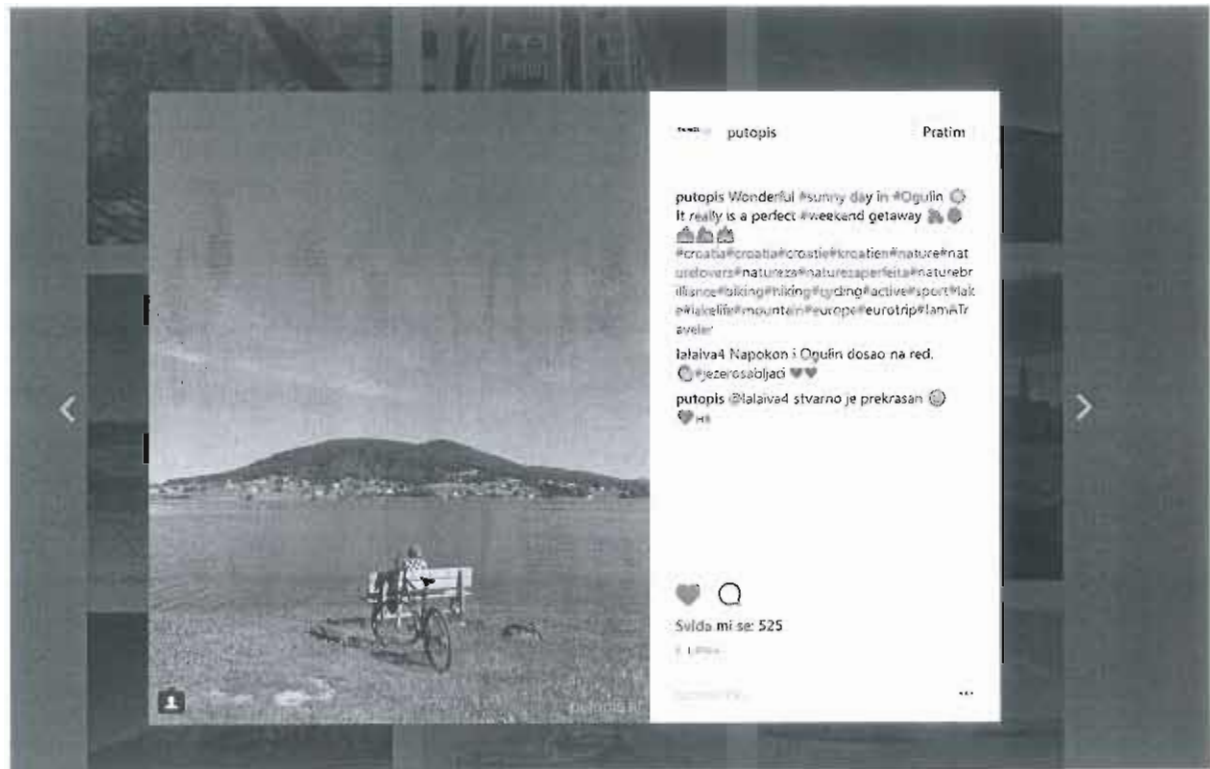 putopis Pratim
putopis Wonderful #sunny day in #Ogulin
It really is a perfect #weekend getaway
#croatia#croatia#croatie#kroatien#nature#nat
urelovers#natureza#naturezaperfeita#naturebr
illiance#biking#hiking#cycling#active#sport#lak
e#lakelife#mountain#europe#eurotrip#IamATr
aveler
lalaiva4 Napokon i Ogulin dosao na red.
#jezerosabljaci
putopis @lalaiva4 stvarno je prekrasan
Sviđa mi se: 525
putopis.hr